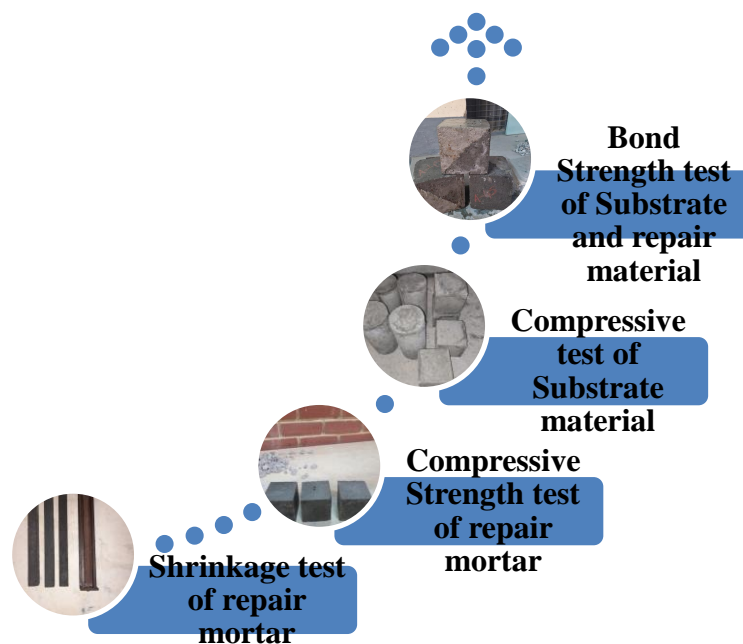 Bond
Strength test
of Substrate
and repair
material
Compressive
test of
Substrate
material
Compressive
Strength test
of repair
mortar
Shrinkage test
of repair
mortar